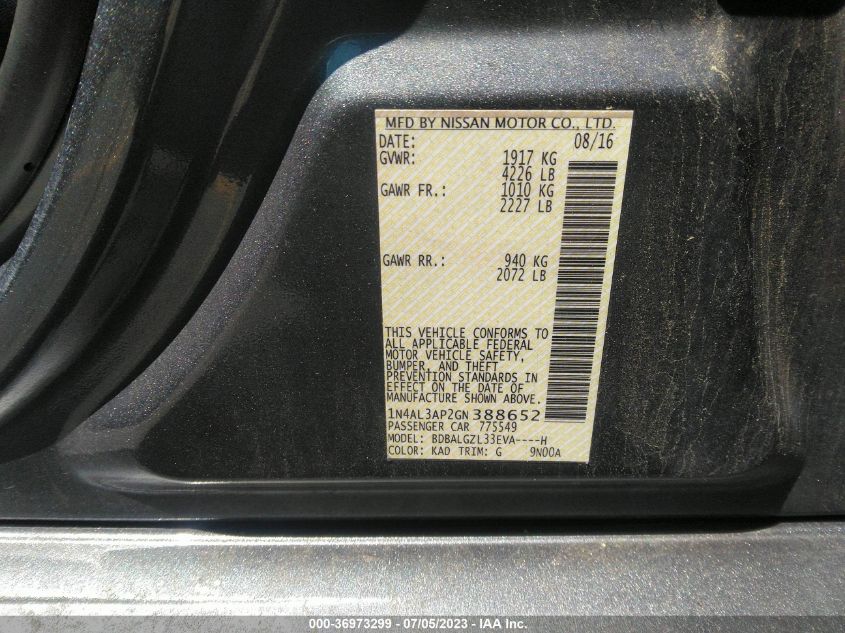 MFD BY NISSAN MOTOR CO., LTD.
DATE: 08/16
GVWR: 1917 KG
4226 LB
GAWR FR.: 1010 KG
2227 LB
GAWR RR.: 940 KG
2072 LB
THIS VEHICLE CONFORMS TO
ALL APPLICABLE FEDERAL
MOTOR VEHICLE SAFETY,
BUMPER, AND THEFT
PREVENTION STANDARDS IN
EFFECT ON THE DATE OF
MANUFACTURE SHOWN ABOVE.
1N4AL3AP2GN388652
PASSENGER CAR 775549
MODEL: BDBALGZL33EVA----H
COLOR: KAD TRIM: G 9N00A
000-36973299 - 07/05/2023 - IAA Inc.